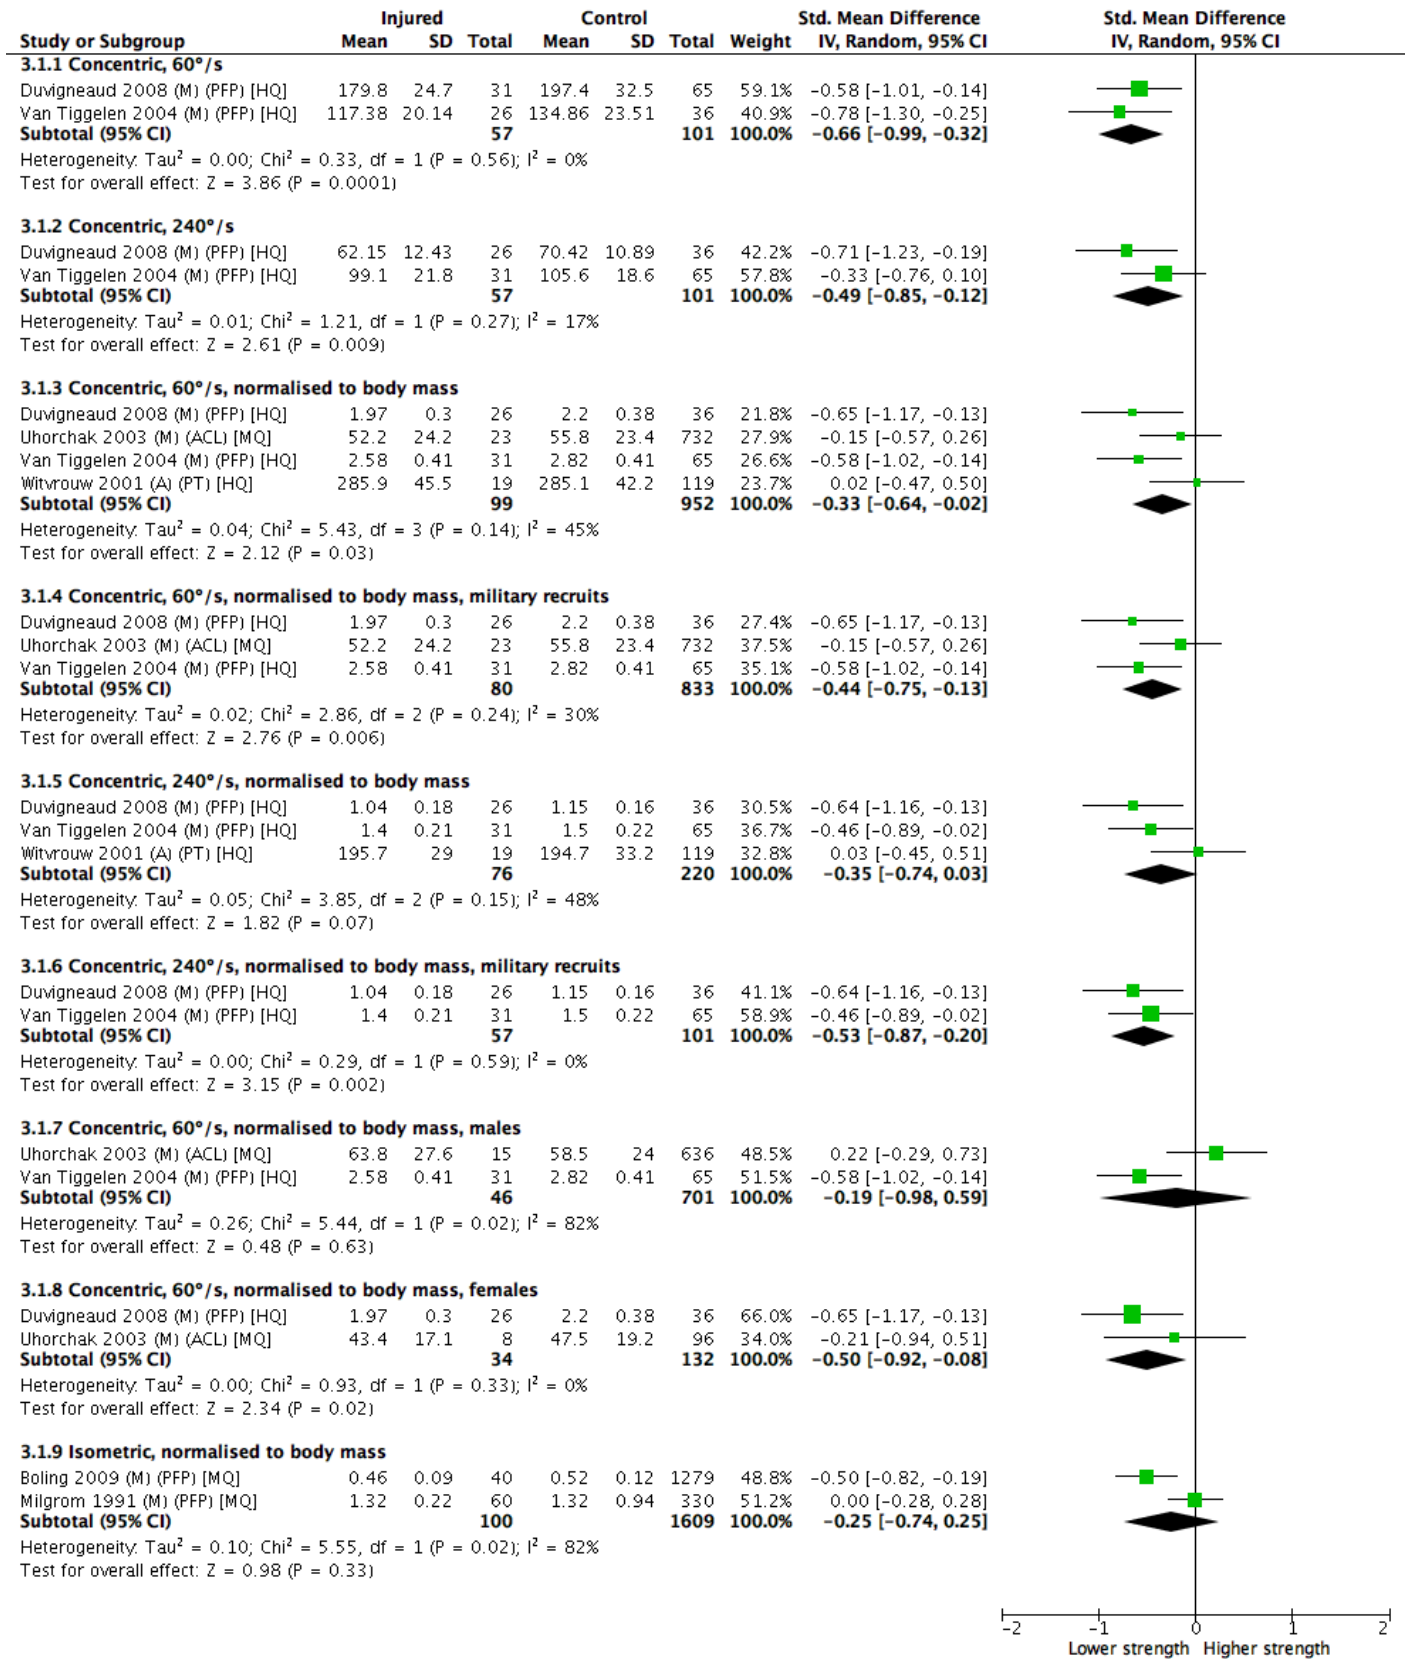 Injured Control Std. Mean Difference Std. Mean Difference
Study or Subgroup Mean SD Total Mean SD Total Weight IV, Random, 95% CI IV, Random, 95% CI
3.1.1 Concentric, 60°/s
Duvigneaud 2008 (M) (PFP) [HQ] 179.8 24.7 31 197.4 32.5 65 59.1% -0.58 [-1.01, -0.14]
Van Tiggelen 2004 (M) (PFP) [HQ] 117.38 20.14 26 134.86 23.51 36 40.9% -0.78 [-1.30, -0.25]
Subtotal (95% CI) 57 101 100.0% -0.66 [-0.99, -0.32]
Heterogeneity: Tau² = 0.00; Chi² = 0.33, df = 1 (P = 0.56); I² = 0%
Test for overall effect: Z = 3.86 (P = 0.0001)
3.1.2 Concentric, 240°/s
Duvigneaud 2008 (M) (PFP) [HQ] 62.15 12.43 26 70.42 10.89 36 42.2% -0.71 [-1.23, -0.19]
Van Tiggelen 2004 (M) (PFP) [HQ] 99.1 21.8 31 105.6 18.6 65 57.8% -0.33 [-0.76, 0.10]
Subtotal (95% CI) 57 101 100.0% -0.49 [-0.85, -0.12]
Heterogeneity: Tau² = 0.01; Chi² = 1.21, df = 1 (P = 0.27); I² = 17%
Test for overall effect: Z = 2.61 (P = 0.009)
3.1.3 Concentric, 60°/s, normalised to body mass
Duvigneaud 2008 (M) (PFP) [HQ] 1.97 0.3 26 2.2 0.38 36 21.8% -0.65 [-1.17, -0.13]
Uhorchak 2003 (M) (ACL) [MQ] 52.2 24.2 23 55.8 23.4 732 27.9% -0.15 [-0.57, 0.26]
Van Tiggelen 2004 (M) (PFP) [HQ] 2.58 0.41 31 2.82 0.41 65 26.6% -0.58 [-1.02, -0.14]
Witvrouw 2001 (A) (PT) [HQ] 285.9 45.5 19 285.1 42.2 119 23.7% 0.02 [-0.47, 0.50]
Subtotal (95% CI) 99 952 100.0% -0.33 [-0.64, -0.02]
Heterogeneity: Tau² = 0.04; Chi² = 5.43, df = 3 (P = 0.14); I² = 45%
Test for overall effect: Z = 2.12 (P = 0.03)
3.1.4 Concentric, 60°/s, normalised to body mass, military recruits
Duvigneaud 2008 (M) (PFP) [HQ] 1.97 0.3 26 2.2 0.38 36 27.4% -0.65 [-1.17, -0.13]
Uhorchak 2003 (M) (ACL) [MQ] 52.2 24.2 23 55.8 23.4 732 37.5% -0.15 [-0.57, 0.26]
Van Tiggelen 2004 (M) (PFP) [HQ] 2.58 0.41 31 2.82 0.41 65 35.1% -0.58 [-1.02, -0.14]
Subtotal (95% CI) 80 833 100.0% -0.44 [-0.75, -0.13]
Heterogeneity: Tau² = 0.02; Chi² = 2.86, df = 2 (P = 0.24); I² = 30%
Test for overall effect: Z = 2.76 (P = 0.006)
3.1.5 Concentric, 240°/s, normalised to body mass
Duvigneaud 2008 (M) (PFP) [HQ] 1.04 0.18 26 1.15 0.16 36 30.5% -0.64 [-1.16, -0.13]
Van Tiggelen 2004 (M) (PFP) [HQ] 1.4 0.21 31 1.5 0.22 65 36.7% -0.46 [-0.89, -0.02]
Witvrouw 2001 (A) (PT) [HQ] 195.7 29 19 194.7 33.2 119 32.8% 0.03 [-0.45, 0.51]
Subtotal (95% CI) 76 220 100.0% -0.35 [-0.74, 0.03]
Heterogeneity: Tau² = 0.05; Chi² = 3.85, df = 2 (P = 0.15); I² = 48%
Test for overall effect: Z = 1.82 (P = 0.07)
3.1.6 Concentric, 240°/s, normalised to body mass, military recruits
Duvigneaud 2008 (M) (PFP) [HQ] 1.04 0.18 26 1.15 0.16 36 41.1% -0.64 [-1.16, -0.13]
Van Tiggelen 2004 (M) (PFP) [HQ] 1.4 0.21 31 1.5 0.22 65 58.9% -0.46 [-0.89, -0.02]
Subtotal (95% CI) 57 101 100.0% -0.53 [-0.87, -0.20]
Heterogeneity: Tau² = 0.00; Chi² = 0.29, df = 1 (P = 0.59); I² = 0%
Test for overall effect: Z = 3.15 (P = 0.002)
3.1.7 Concentric, 60°/s, normalised to body mass, males
Uhorchak 2003 (M) (ACL) [MQ] 63.8 27.6 15 58.5 24 636 48.5% 0.22 [-0.29, 0.73]
Van Tiggelen 2004 (M) (PFP) [HQ] 2.58 0.41 31 2.82 0.41 65 51.5% -0.58 [-1.02, -0.14]
Subtotal (95% CI) 46 701 100.0% -0.19 [-0.98, 0.59]
Heterogeneity: Tau² = 0.26; Chi² = 5.44, df = 1 (P = 0.02); I² = 82%
Test for overall effect: Z = 0.48 (P = 0.63)
3.1.8 Concentric, 60°/s, normalised to body mass, females
Duvigneaud 2008 (M) (PFP) [HQ] 1.97 0.3 26 2.2 0.38 36 66.0% -0.65 [-1.17, -0.13]
Uhorchak 2003 (M) (ACL) [MQ] 43.4 17.1 8 47.5 19.2 96 34.0% -0.21 [-0.94, 0.51]
Subtotal (95% CI) 34 132 100.0% -0.50 [-0.92, -0.08]
Heterogeneity: Tau² = 0.00; Chi² = 0.93, df = 1 (P = 0.33); I² = 0%
Test for overall effect: Z = 2.34 (P = 0.02)
3.1.9 Isometric, normalised to body mass
Boling 2009 (M) (PFP) [MQ] 0.46 0.09 40 0.52 0.12 1279 48.8% -0.50 [-0.82, -0.19]
Milgrom 1991 (M) (PFP) [MQ] 1.32 0.22 60 1.32 0.94 330 51.2% 0.00 [-0.28, 0.28]
Subtotal (95% CI) 100 1609 100.0% -0.25 [-0.74, 0.25]
Heterogeneity: Tau² = 0.10; Chi² = 5.55, df = 1 (P = 0.02); I² = 82%
Test for overall effect: Z = 0.98 (P = 0.33)
-2 -1 0 1 2
Lower strength Higher strength